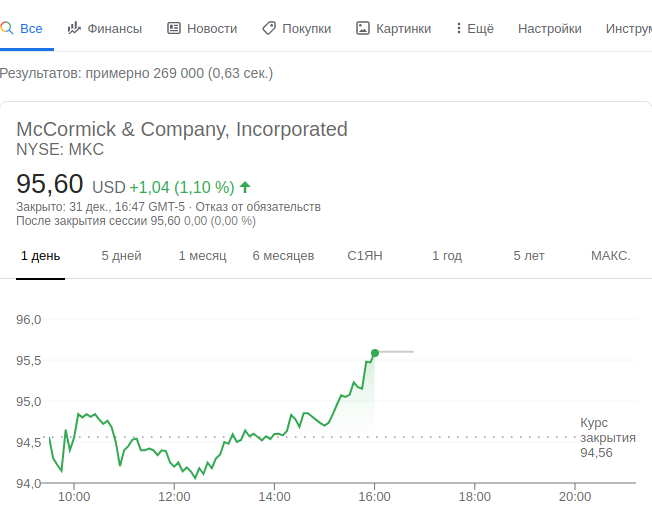 Все Финансы Новости Покупки Картинки Ещё Настройки
Результатов: примерно 269 000 (0,63 сек.)
McCormick & Company, Incorporated
NYSE: MKC
95,60 USD +1,04 (1,10 %)
Закрыто: 31 дек., 16:47 GMT-5 · Отказ от обязательств
После закрытия сессии 95,60 0,00 (0,00 %)
1 день 5 дней 1 месяц 6 месяцев С1ЯН 1 год 5 лет МАКС.
96,0
95,5
95,0
94,5
94,0
Курс
закрытия
94,56
10:00 12:00 14:00 16:00 18:00 20:00